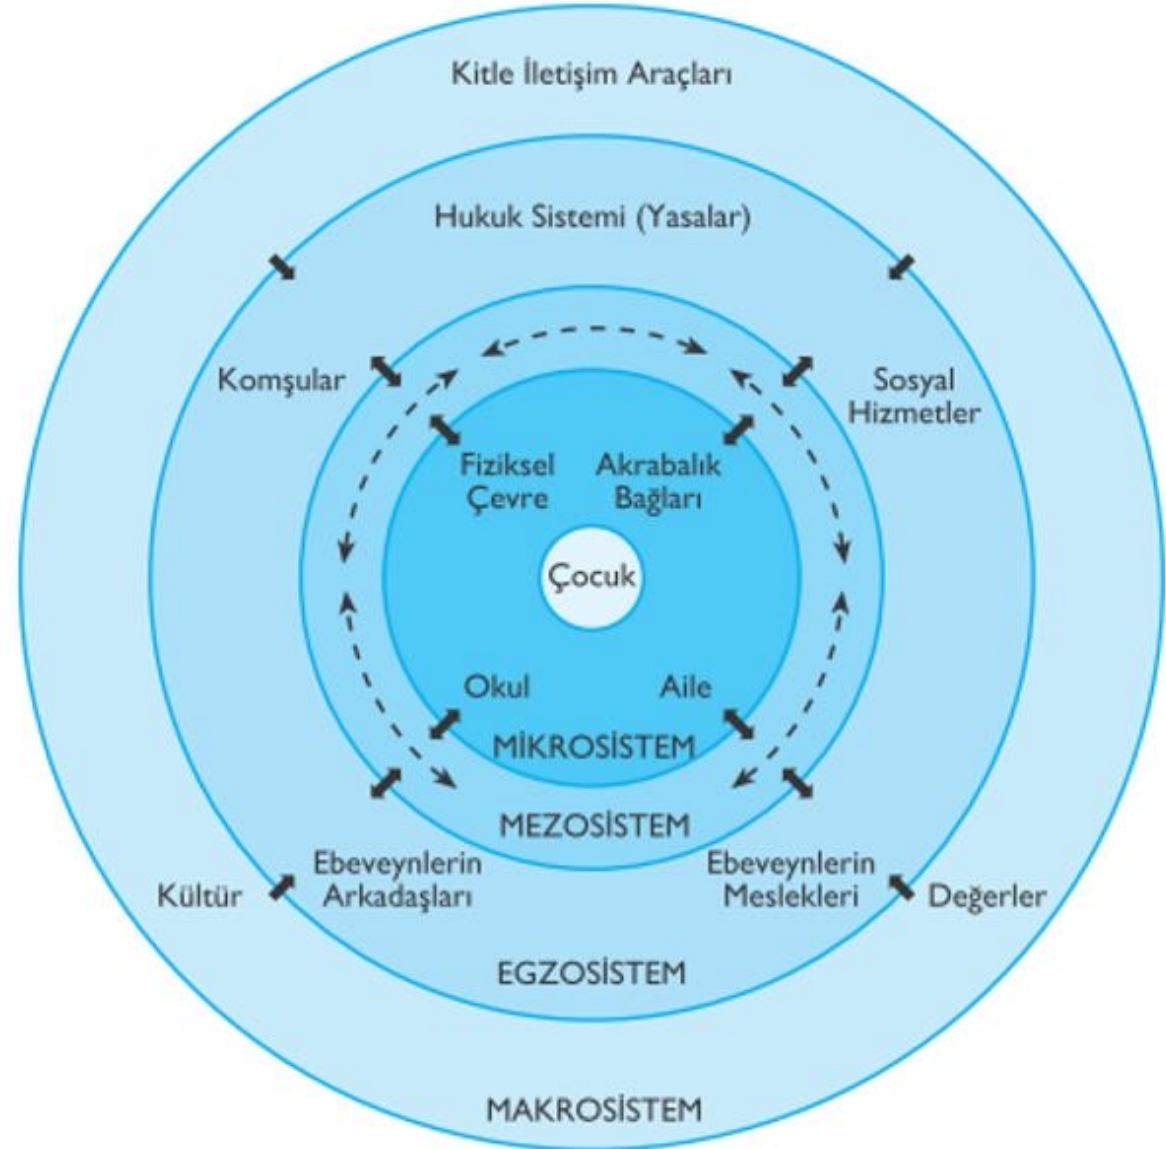 Kitle İletişim Araçları
Hukuk Sistemi (Yasalar)
Komşular
Sosyal
Hizmetler
Fiziksel
Çevre
Akrabalık
Bağları
Çocuk
Okul
Aile
MİKROSİSTEM
MEZOSİSTEM
Ebeveynlerin
Arkadaşları
Ebeveynlerin
Meslekleri
Kültür
Değerler
EGZOSİSTEM
MAKROSİSTEM